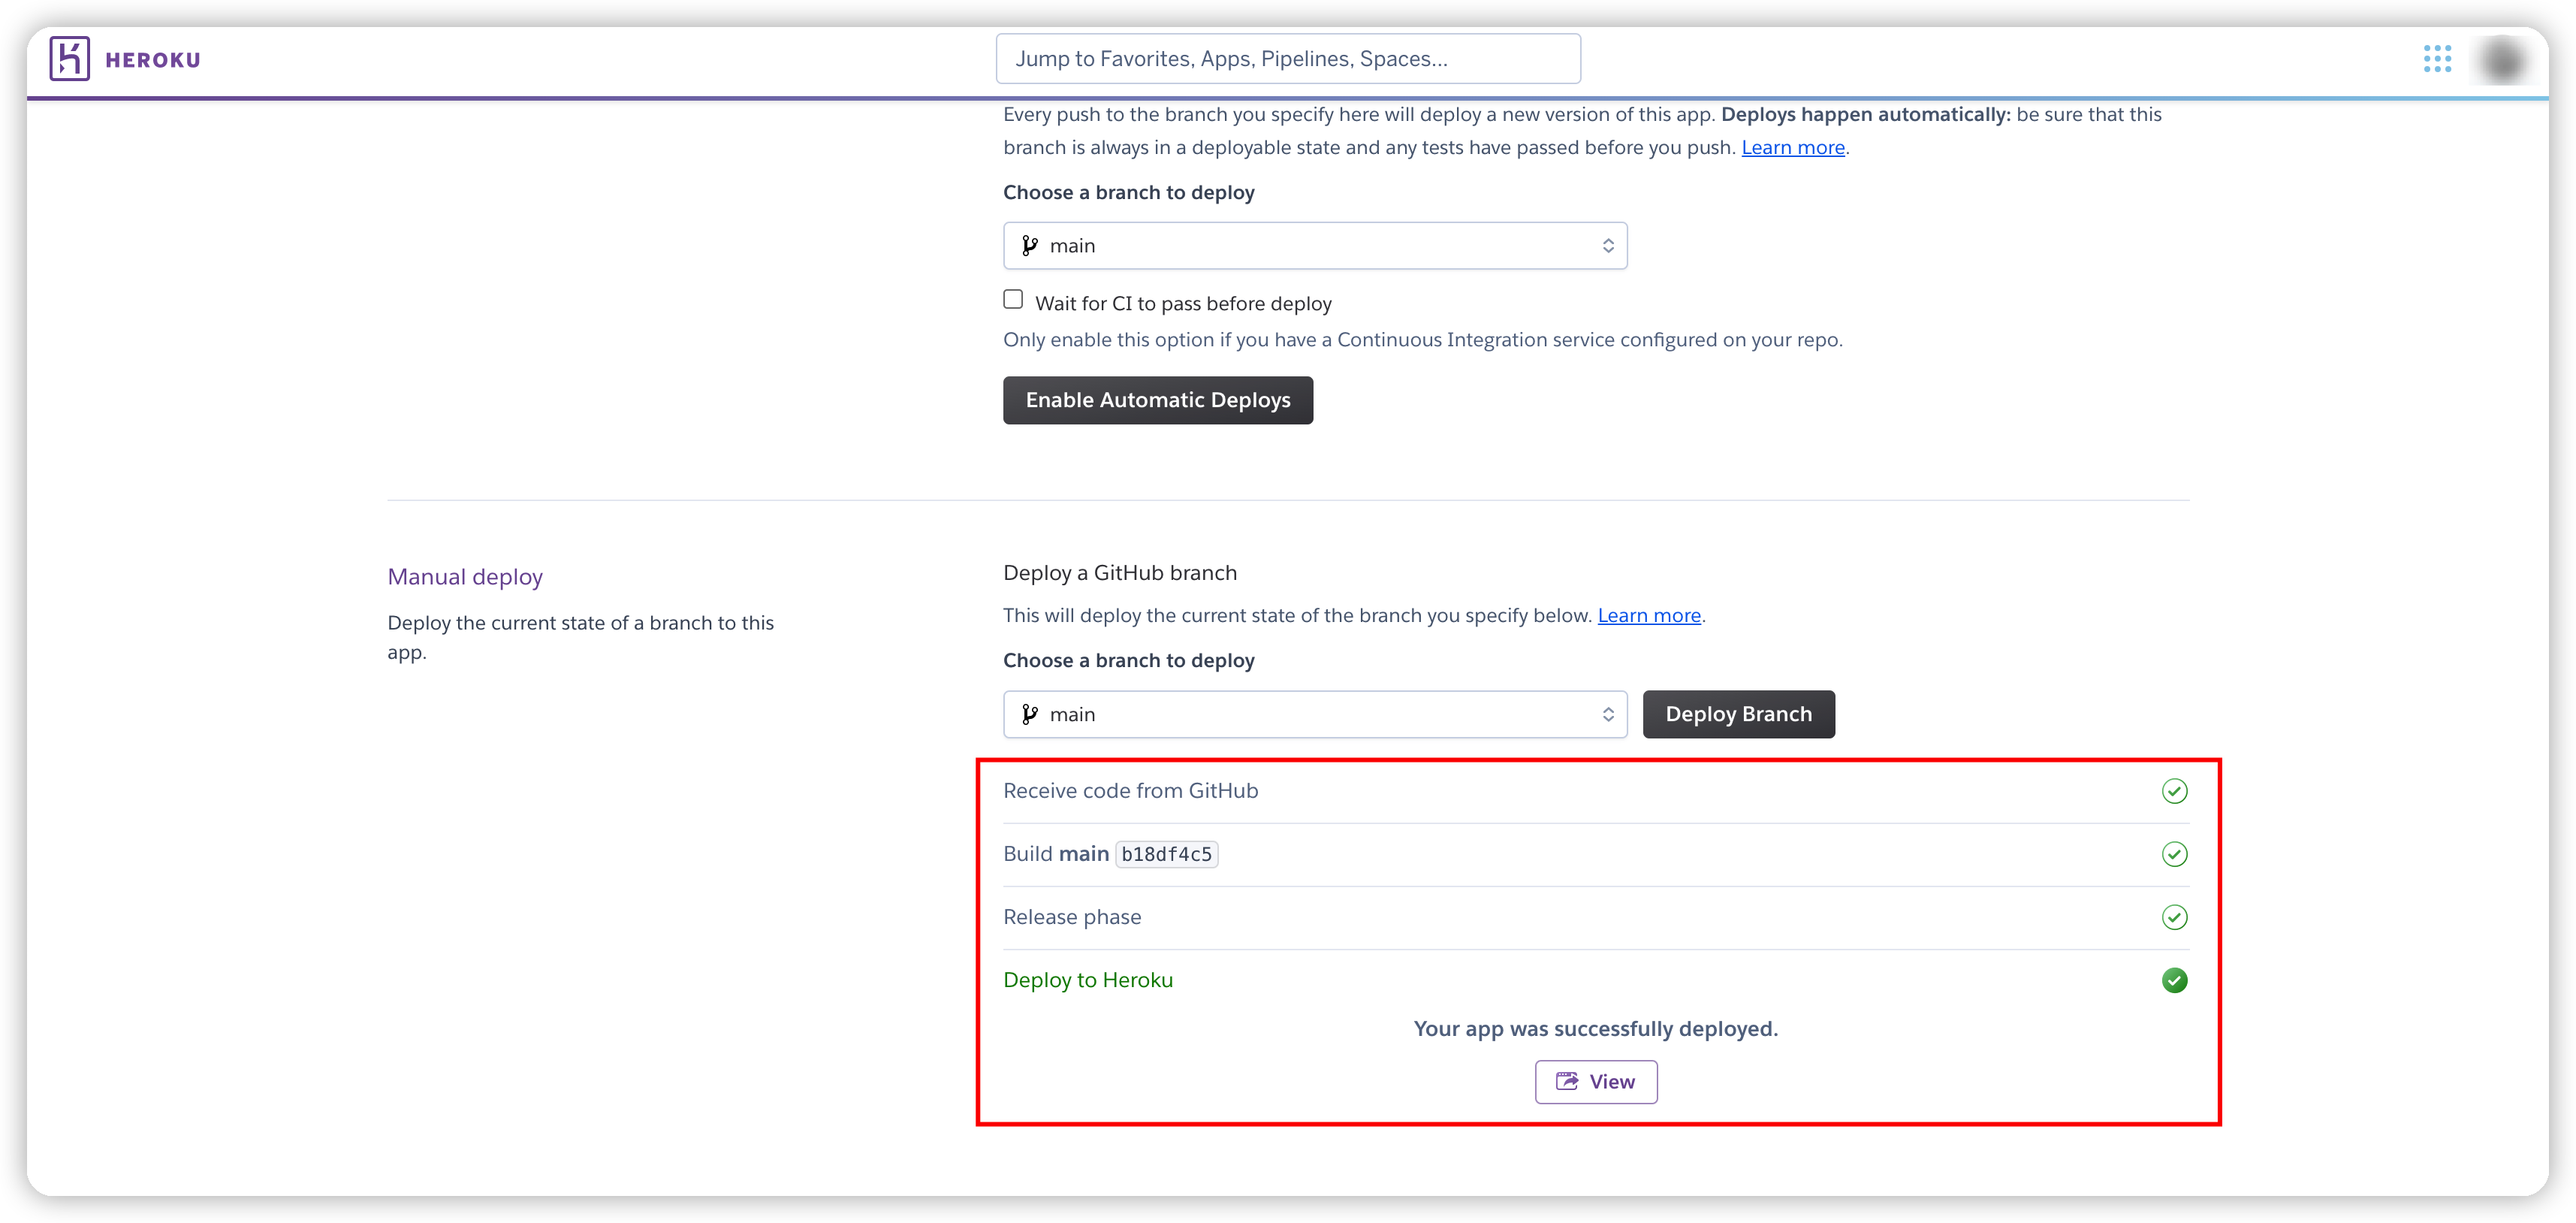 HEROKU
Jump to Favorites, Apps, Pipelines, Spaces...
Every push to the branch you specify here will deploy a new version of this app. Deploys happen automatically: be sure that this
branch is always in a deployable state and any tests have passed before you push. Learn more.
Choose a branch to deploy
main
Wait for CI to pass before deploy
Only enable this option if you have a Continuous Integration service configured on your repo.
Enable Automatic Deploys
Manual deploy
Deploy the current state of a branch to this
app.
Deploy a GitHub branch
This will deploy the current state of the branch you specify below. Learn more.
Choose a branch to deploy
main
Deploy Branch
Receive code from GitHub
Build main b18df4c5
Release phase
Deploy to Heroku
Your app was successfully deployed.
View